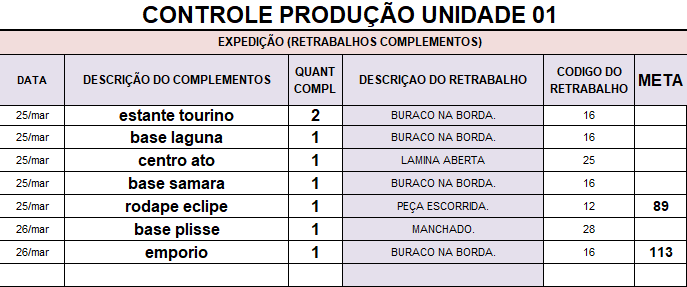 CONTROLE PRODUÇÃO UNIDADE 01
EXPEDIÇÃO (RETRABALHOS COMPLEMENTOS)
DATA DESCRIÇÃO DO COMPLEMENTOS QUANT COMPL DESCRIÇAO DO RETRABALHO CODIGO DO RETRABALHO META
25/mar estante tourino 2 BURACO NA BORDA. 16
25/mar base laguna 1 BURACO NA BORDA. 16
25/mar centro ato 1 LAMINA ABERTA 25
25/mar base samara 1 BURACO NA BORDA. 16
25/mar rodape eclipe 1 PEÇA ESCORRIDA. 12 89
26/mar base plisse 1 MANCHADO. 28
26/mar emporio 1 BURACO NA BORDA. 16 113